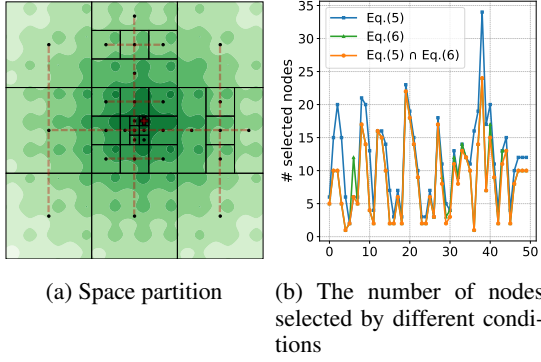 Eq.(5)
Eq.(6)
Eq.(5) ∩ Eq.(6)
# selected nodes
35
30
25
20
15
10
5
0
0 10 20 30 40 50
(a) Space partition
(b) The number of nodes
selected by different condi-
tions